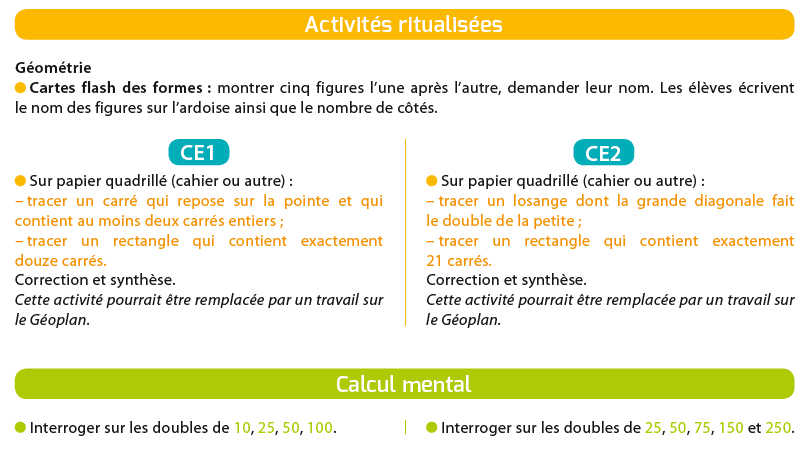 Activités ritualisées
Géométrie
● Cartes flash des formes : montrer cinq figures l’une après l’autre, demander leur nom. Les élèves écrivent
le nom des figures sur l’ardoise ainsi que le nombre de côtés.
CE1
● Sur papier quadrillé (cahier ou autre) :
– tracer un carré qui repose sur la pointe et qui
contient au moins deux carrés entiers ;
– tracer un rectangle qui contient exactement
douze carrés.
Correction et synthèse.
Cette activité pourrait être remplacée par un travail sur
le Géoplan.
CE2
● Sur papier quadrillé (cahier ou autre) :
– tracer un losange dont la grande diagonale fait
le double de la petite ;
– tracer un rectangle qui contient exactement
21 carrés.
Correction et synthèse.
Cette activité pourrait être remplacée par un travail sur
le Géoplan.
Calcul mental
● Interroger sur les doubles de 10, 25, 50, 100.
● Interroger sur les doubles de 25, 50, 75, 150 et 250.